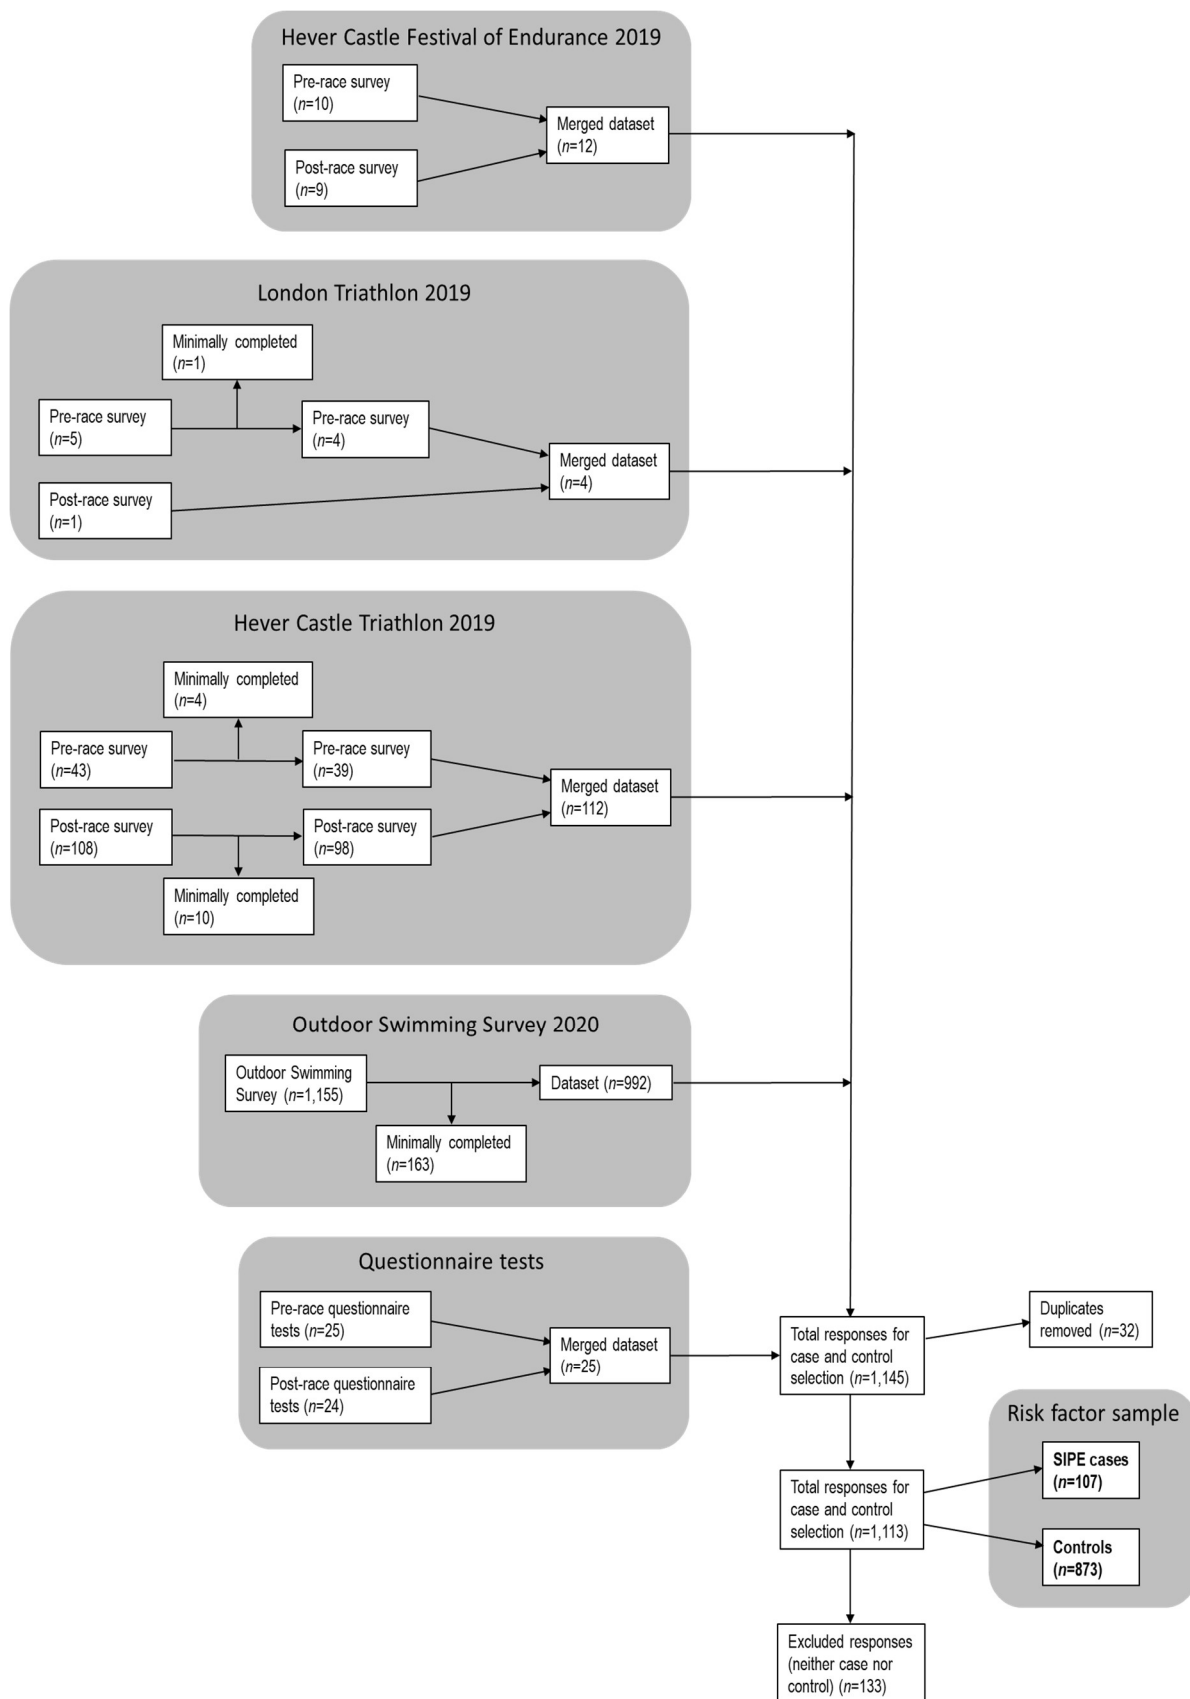 Hever Castle Festival of Endurance 2019
Pre-race survey
(n=10)
Merged dataset
(n=12)
Post-race survey
(n=9)
London Triathlon 2019
Minimally completed
(n=1)
Pre-race survey
(n=5)
Pre-race survey
(n=4)
Merged dataset
(n=4)
Post-race survey
(n=1)
Hever Castle Triathlon 2019
Minimally completed
(n=4)
Pre-race survey
(n=43)
Pre-race survey
(n=39)
Merged dataset
(n=112)
Post-race survey
(n=108)
Post-race survey
(n=98)
Minimally completed
(n=10)
Outdoor Swimming Survey 2020
Outdoor Swimming
Survey (n=1,155)
Dataset (n=992)
Minimally completed
(n=163)
Questionnaire tests
Pre-race questionnaire
tests (n=25)
Merged dataset
(n=25)
Post-race questionnaire
tests (n=24)
Total responses for
case and control
selection (n=1,145)
Duplicates
removed (n=32)
Risk factor sample
SIPE cases
(n=107)
Total responses for
case and control
selection (n=1,113)
Controls
(n=873)
Excluded responses
(neither case nor
control) (n=133)